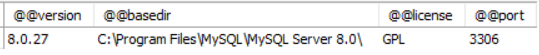 @@version @@basedir @@license @@port
8.0.27 C:\Program Files\MySQL\MySQL Server 8.0\ GPL 3306